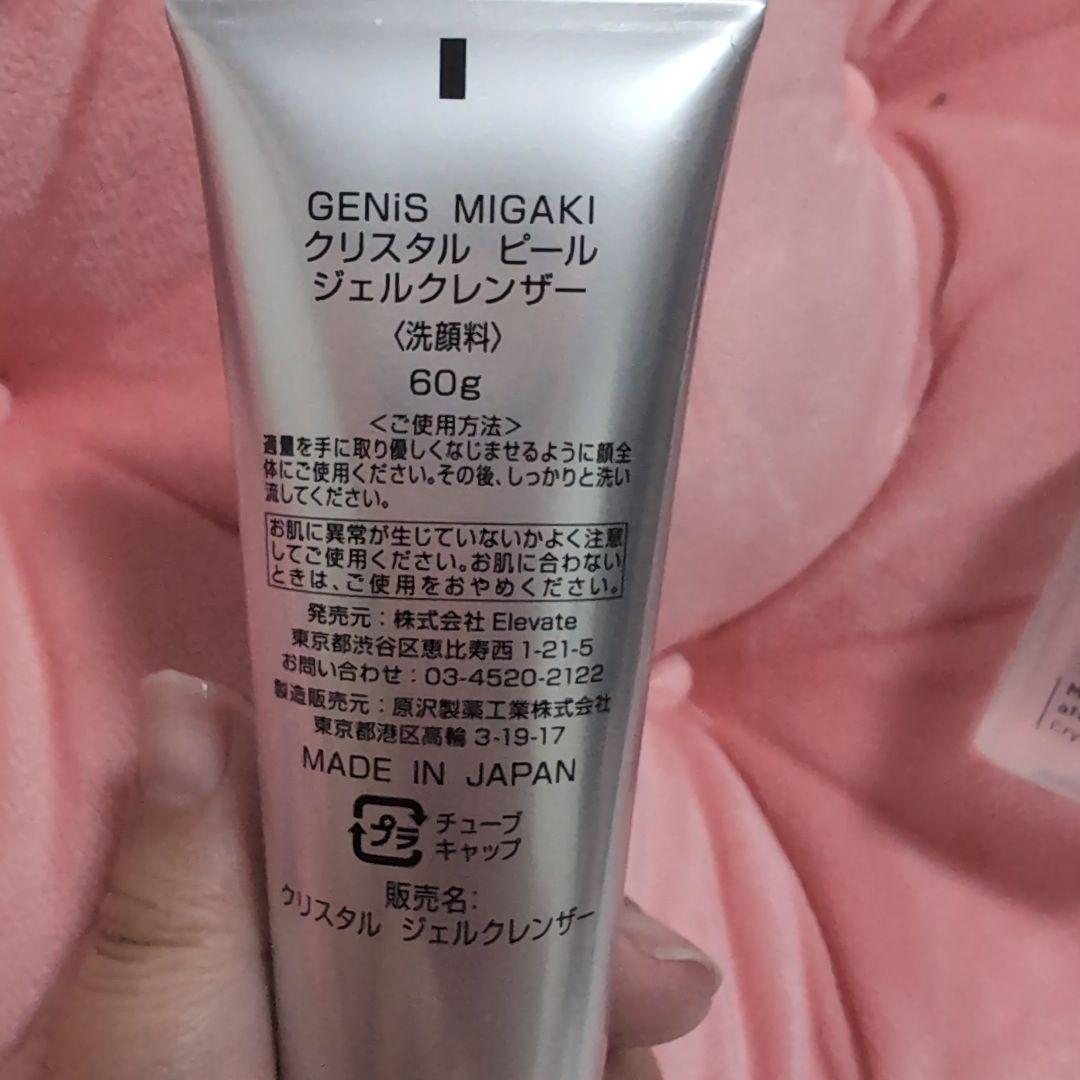 GENiS MIGAKI
クリスタル ピール
ジェルクレンザー
〈洗顔料〉
60g
<ご使用方法>
適量を手に取り優しくなじませるように顔全
体にご使用ください。その後、しっかりと洗い
流してください。
お肌に異常が生じていないかよく注意
してご使用ください。お肌に合わない
ときは、ご使用をおやめください。
発売元：株式会社 Elevate
東京都渋谷区恵比寿西 1-21-5
お問い合わせ：03-4520-2122
製造販売元：原沢製薬工業株式会社
東京都港区高輪 3-19-17
MADE IN JAPAN
プラ
チューブ
キャップ
販売名：
クリスタル ジェルクレンザー